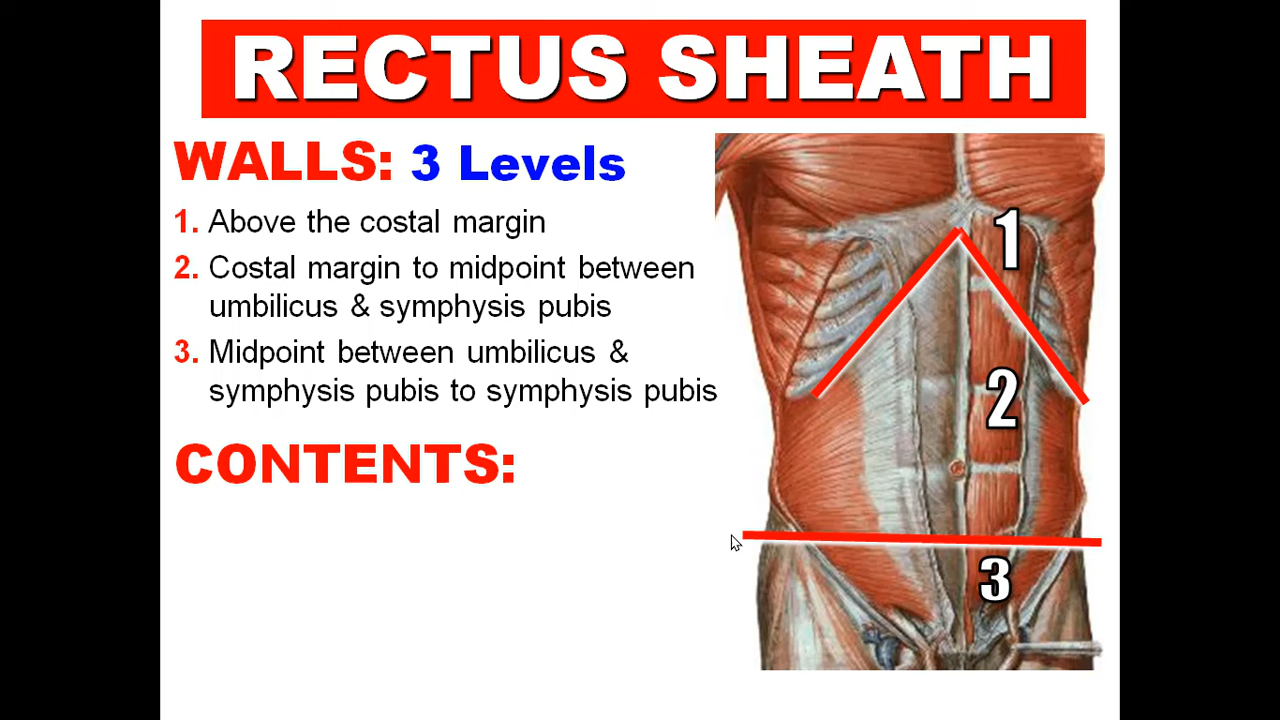 RECTUS SHEATH
WALLS: 3 Levels
1. Above the costal margin
2. Costal margin to midpoint between
umbilicus & symphysis pubis
3. Midpoint between umbilicus &
symphysis pubis to symphysis pubis
CONTENTS:
1
2
3